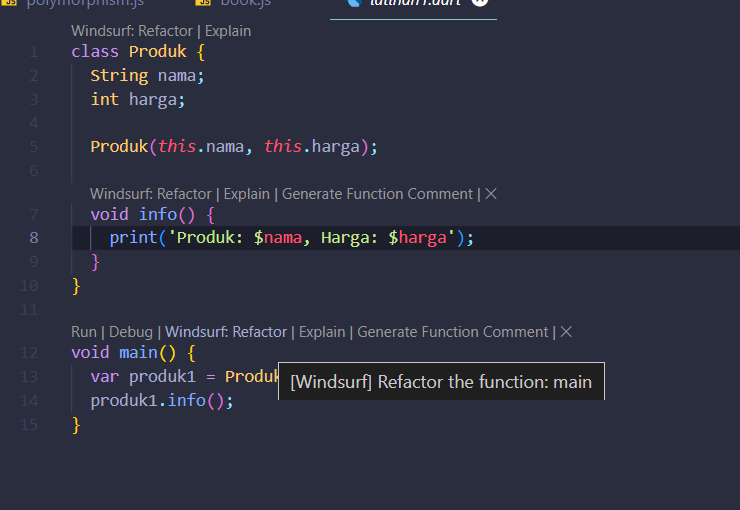 JS polymorphism.js JS book.js latihan1.dart
Windsurf: Refactor | Explain
1 class Produk {
2 String nama;
3 int harga;
4
5 Produk(this.nama, this.harga);
6
Windsurf: Refactor | Explain | Generate Function Comment | ×
7 void info() {
8 print('Produk: $nama, Harga: $harga');
9 }
10 }
11
Run | Debug | Windsurf: Refactor | Explain | Generate Function Comment | ×
12 void main() {
13 var produk1 = Produk
[Windsurf] Refactor the function: main
14 produk1.info();
15 }